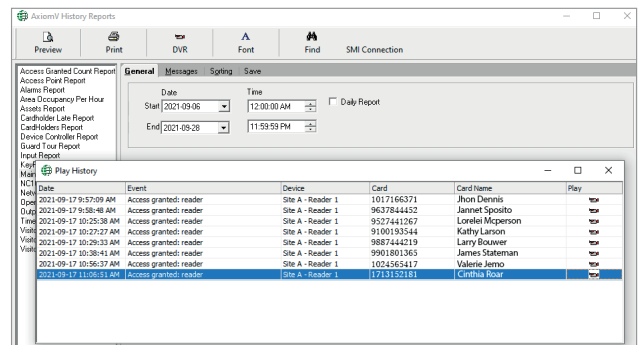 AxiomV History Reports
Preview Print DVR Font Find SMI Connection
Access Granted Count Report
Access Point Report
Alarms Report
Area Occupancy Per Hour
Assets Report
Cardholder Late Report
CardHolders Report
Device Controller Report
Guard Tour Report
Input Report
General Messages Sorting Save
Date Time
Start 2021-09-06 12:00:00 AM Daily Report
End 2021-09-28 11:59:59 PM
Play History
Date Event Device Card Card Name Play
2021-09-17 9:57:09 AM Access granted: reader Site A - Reader 1 1017166371 Jhon Dennis
2021-09-17 9:58:48 AM Access granted: reader Site A - Reader 1 9637844452 Jannet Sposito
2021-09-17 10:25:38 AM Access granted: reader Site A - Reader 1 9527441267 Lorelei Mcperson
2021-09-17 10:27:27 AM Access granted: reader Site A - Reader 1 9100193544 Kathy Larson
2021-09-17 10:29:33 AM Access granted: reader Site A - Reader 1 9887444219 Larry Bouwer
2021-09-17 10:38:41 AM Access granted: reader Site A - Reader 1 9901801365 James Stateman
2021-09-17 10:56:37 AM Access granted: reader Site A - Reader 1 1024565417 Valerie Jemo
2021-09-17 11:06:51 AM Access granted: reader Site A - Reader 1 1713152181 Cinthia Roar